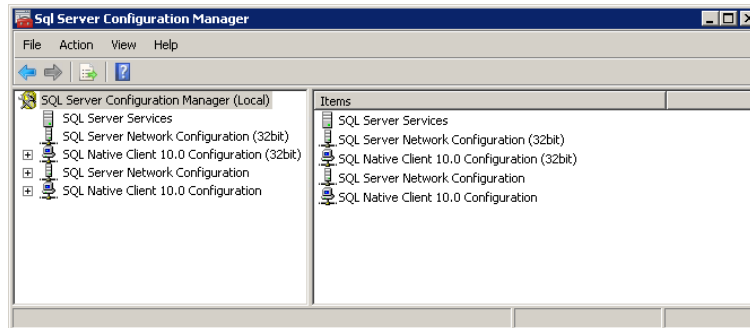 Sql Server Configuration Manager
File Action View Help
SQL Server Configuration Manager (Local)
SQL Server Services
SQL Server Network Configuration (32bit)
SQL Native Client 10.0 Configuration (32bit)
SQL Server Network Configuration
SQL Native Client 10.0 Configuration
Items
SQL Server Services
SQL Server Network Configuration (32bit)
SQL Native Client 10.0 Configuration (32bit)
SQL Server Network Configuration
SQL Native Client 10.0 Configuration